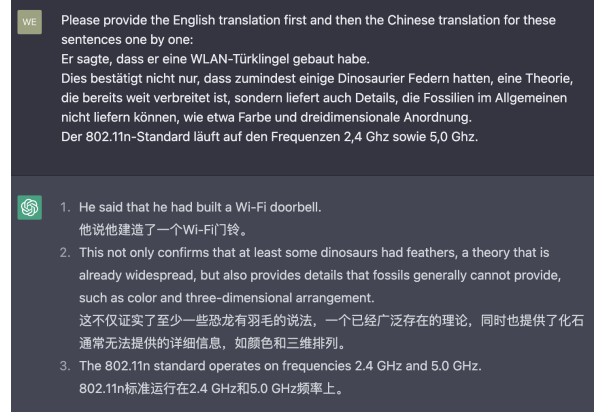 WE
Please provide the English translation first and then the Chinese translation for these
sentences one by one:
Er sagte, dass er eine WLAN-Türklingel gebaut habe.
Dies bestätigt nicht nur, dass zumindest einige Dinosaurier Federn hatten, eine Theorie,
die bereits weit verbreitet ist, sondern liefert auch Details, die Fossilien im Allgemeinen
nicht liefern können, wie etwa Farbe und dreidimensionale Anordnung.
Der 802.11n-Standard läuft auf den Frequenzen 2,4 Ghz sowie 5,0 Ghz.
1. He said that he had built a Wi-Fi doorbell.
他说他建造了一个Wi-Fi门铃。
2. This not only confirms that at least some dinosaurs had feathers, a theory that is
already widespread, but also provides details that fossils generally cannot provide,
such as color and three-dimensional arrangement.
这不仅证实了至少一些恐龙有羽毛的说法，一个已经广泛存在的理论，同时也提供了化石
通常无法提供的详细信息，如颜色和三维排列。
3. The 802.11n standard operates on frequencies 2.4 GHz and 5.0 GHz.
802.11n标准运行在2.4 GHz和5.0 GHz频率上。